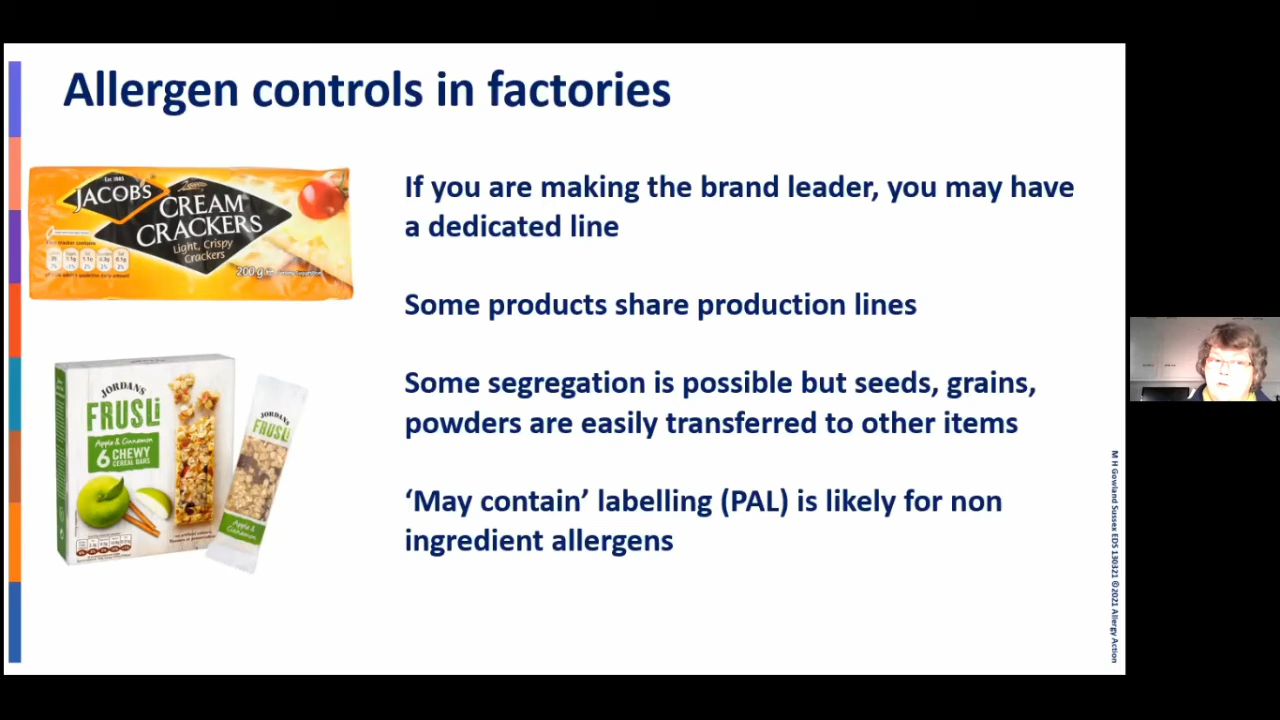 Allergen controls in factories
Est. 1885
JACOB'S
CREAM
CRACKERS
Light, Crispy
Crackers
200g e
If you are making the brand leader, you may have
a dedicated line
Some products share production lines
Some segregation is possible but seeds, grains,
powders are easily transferred to other items
‘May contain’ labelling (PAL) is likely for non
ingredient allergens
JORDANS
FRUSLi
Apple & Cinnamon
6 CHEWY
CEREAL BARS
JORDANS
FRUSLi
Apple &
Cinnamon
M H Gowland Sussex EDS 130321 ©2021 Allergy Action